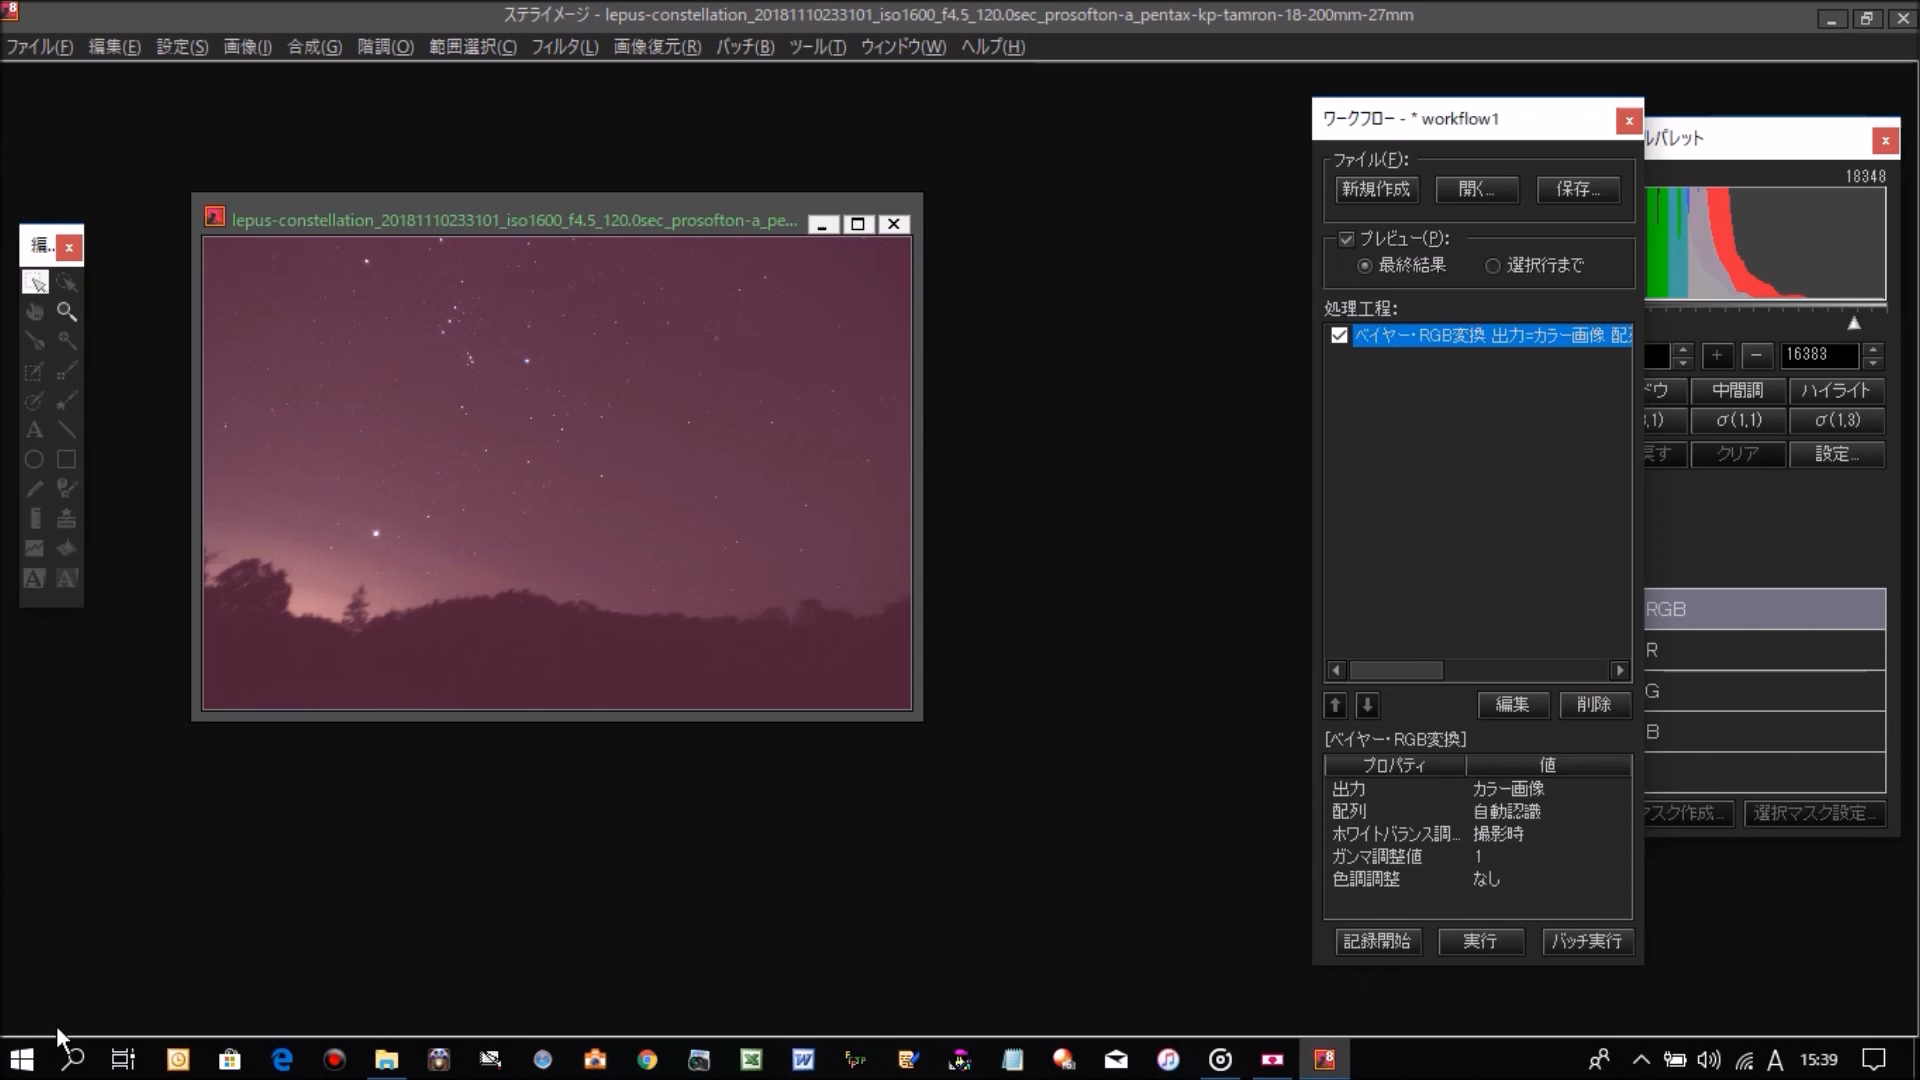 ステライメージ - lepus-constellation_20181110233101_iso1600_f4.5_120.0sec_prosofton-a_pentax-kp-tamron-18-200mm-27mm
ファイル(F) 編集(E) 設定(S) 画像(I) 合成(G) 階調(O) 範囲選択(C) フィルタ(L) 画像復元(R) バッチ(B) ツール(T) ウィンドウ(W) ヘルプ(H)
編..
lepus-constellation_20181110233101_iso1600_f4.5_120.0sec_prosofton-a_pe...
ワークフロー - * workflow1
ファイル(F):
新規作成 開く... 保存...
プレビュー(P):
最終結果 選択行まで
処理工程:
ベイヤー・RGB変換 出力=カラー画像 配
編集 削除
[ベイヤー・RGB変換]
プロパティ 値
出力 カラー画像
配列 自動認識
ホワイトバランス調... 撮影時
ガンマ調整値 1
色調調整 なし
記録開始 実行 バッチ実行
ルパレット
18348
16383
ドウ 中間調 ハイライト
,1) σ(1,1) σ(1,3)
戻す クリア 設定...
RGB
R
G
B
スク作成... 選択マスク設定...
A 15:39